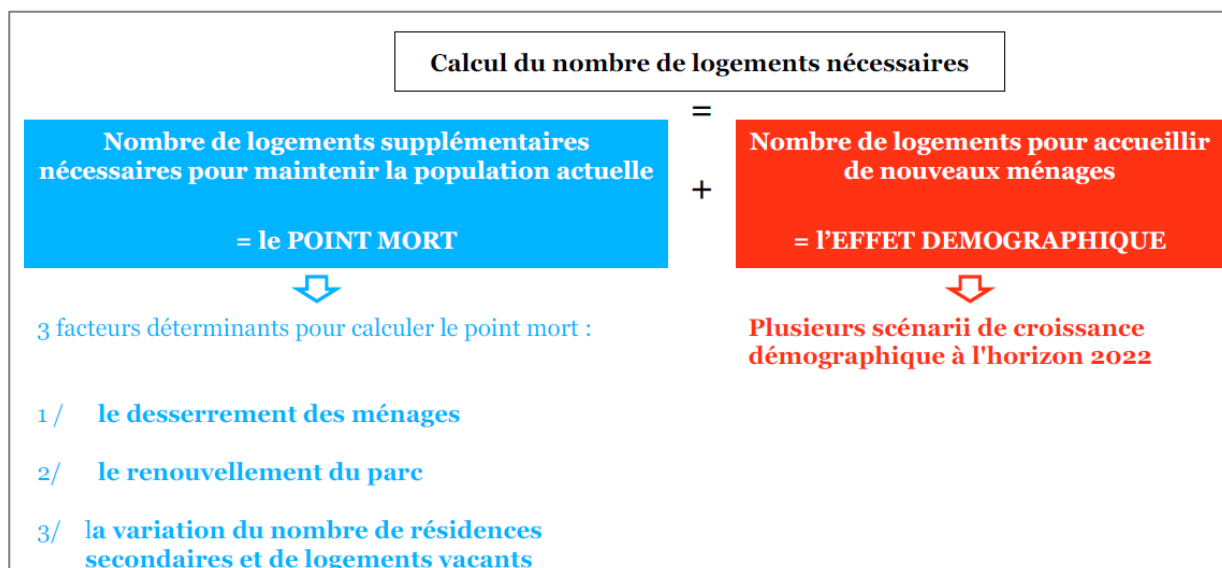 Calcul du nombre de logements nécessaires
=
Nombre de logements supplémentaires
nécessaires pour maintenir la population actuelle
= le POINT MORT
+
Nombre de logements pour accueillir
de nouveaux ménages
= l'EFFET DEMOGRAPHIQUE
3 facteurs déterminants pour calculer le point mort :
1 / le desserrement des ménages
2/ le renouvellement du parc
3/ la variation du nombre de résidences
secondaires et de logements vacants
Plusieurs scénarii de croissance
démographique à l'horizon 2022